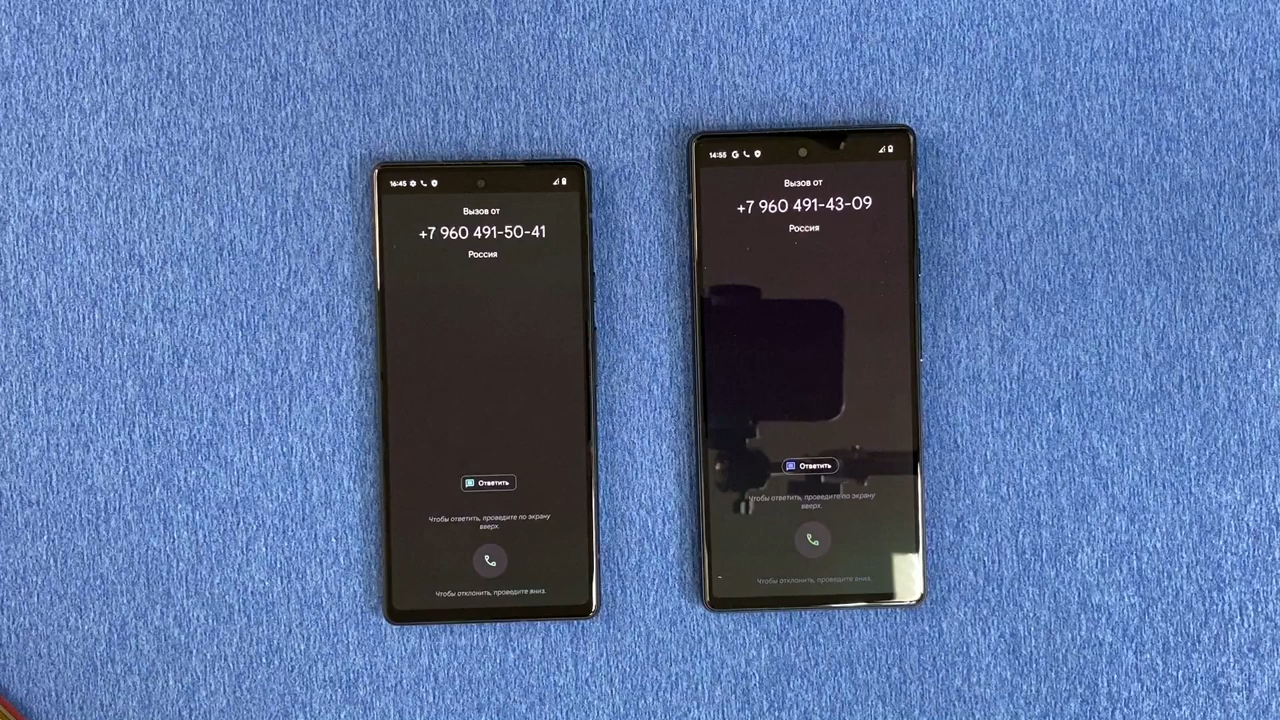 16:45
Вызов от
+7 960 491-50-41
Россия
Ответить
Чтобы ответить, проведите по экрану
вверх.
Чтобы отклонить, проведите вниз.
14:55 G
Вызов от
+7 960 491-43-09
Россия
Ответить
Чтобы ответить, проведите по экрану
вверх.
Чтобы отклонить, проведите вниз.